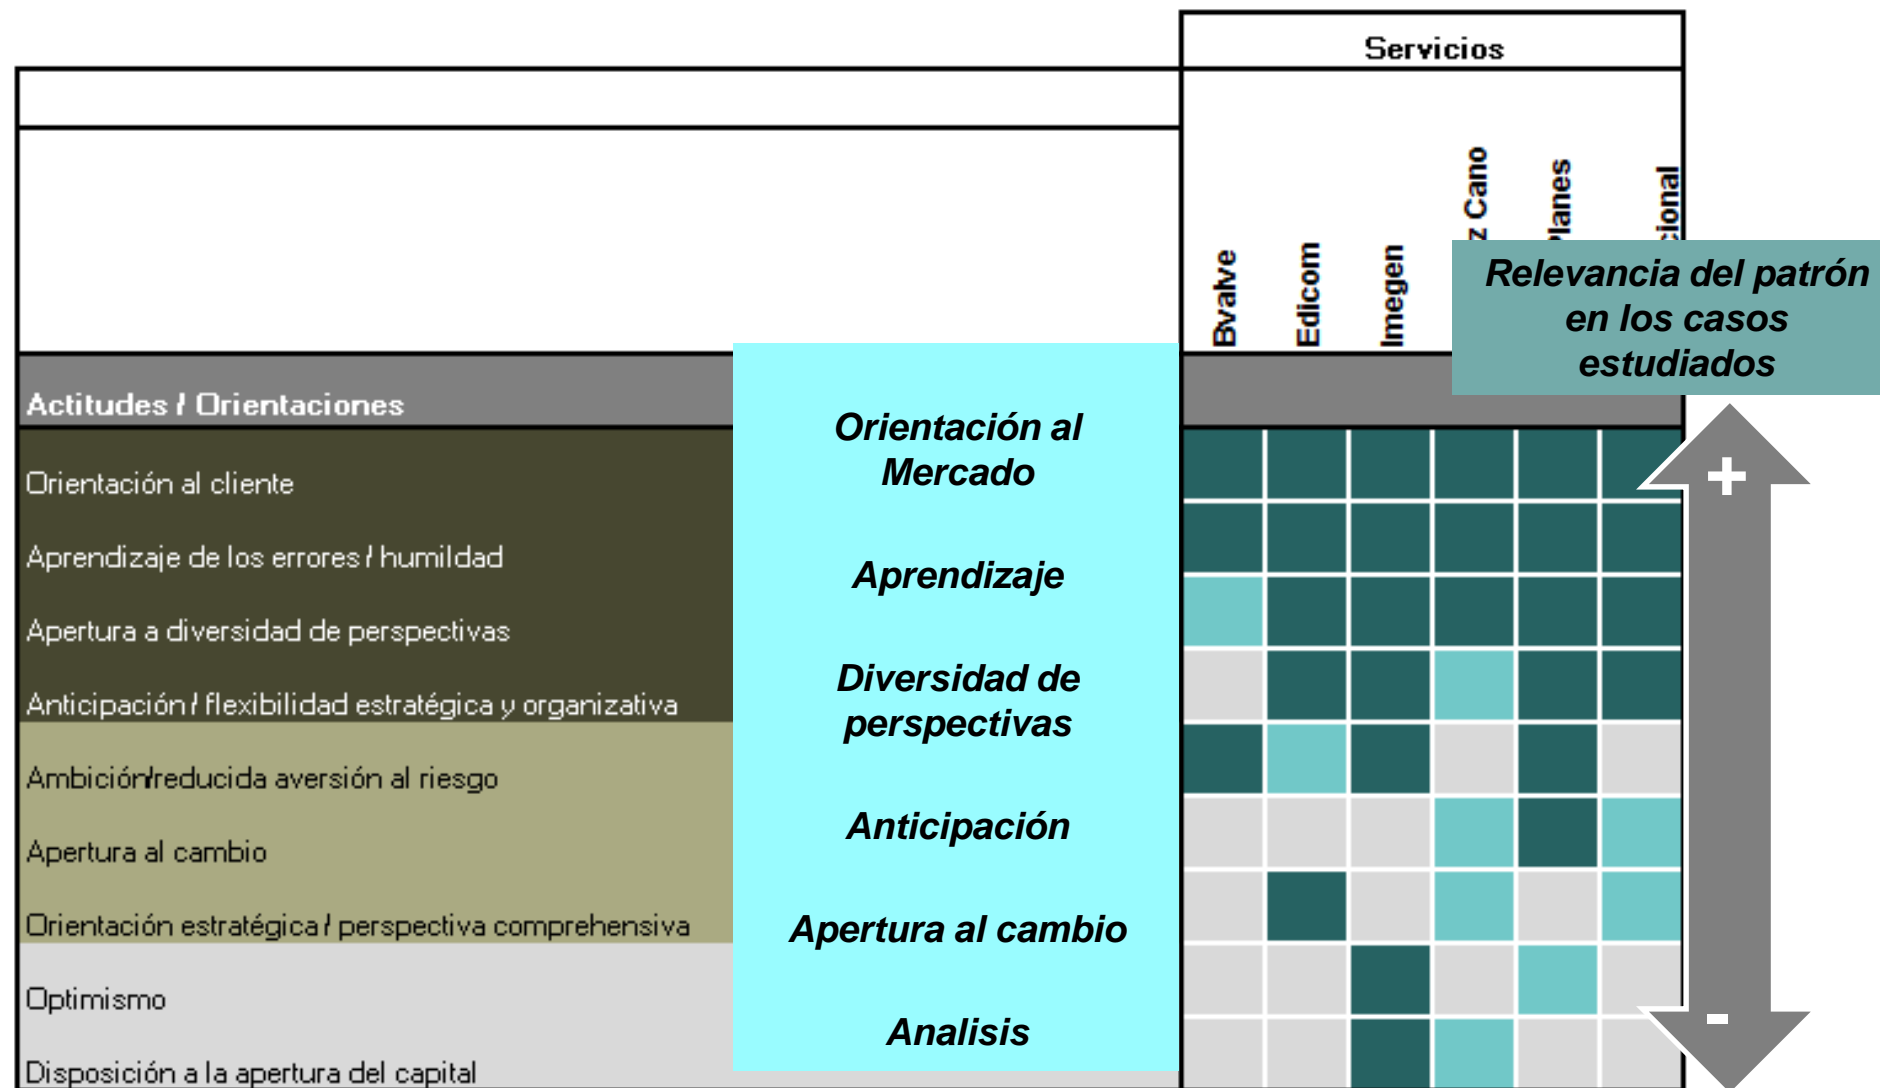 Servicios
Bvalve
Edicom
Imegen
Cano
Planes
Relevancia del patrón
en los casos
estudiados
Actitudes / Orientaciones
Orientación al
Mercado
+
Orientación al cliente
Aprendizaje de los errores / humildad
Aprendizaje
Apertura a diversidad de perspectivas
Diversidad de
perspectivas
Anticipación / flexibilidad estratégica y organizativa
Ambición/reducida aversión al riesgo
Anticipación
Apertura al cambio
Apertura al cambio
Orientación estratégica / perspectiva comprehensiva
Optimismo
-
Analisis
Disposición a la apertura del capital